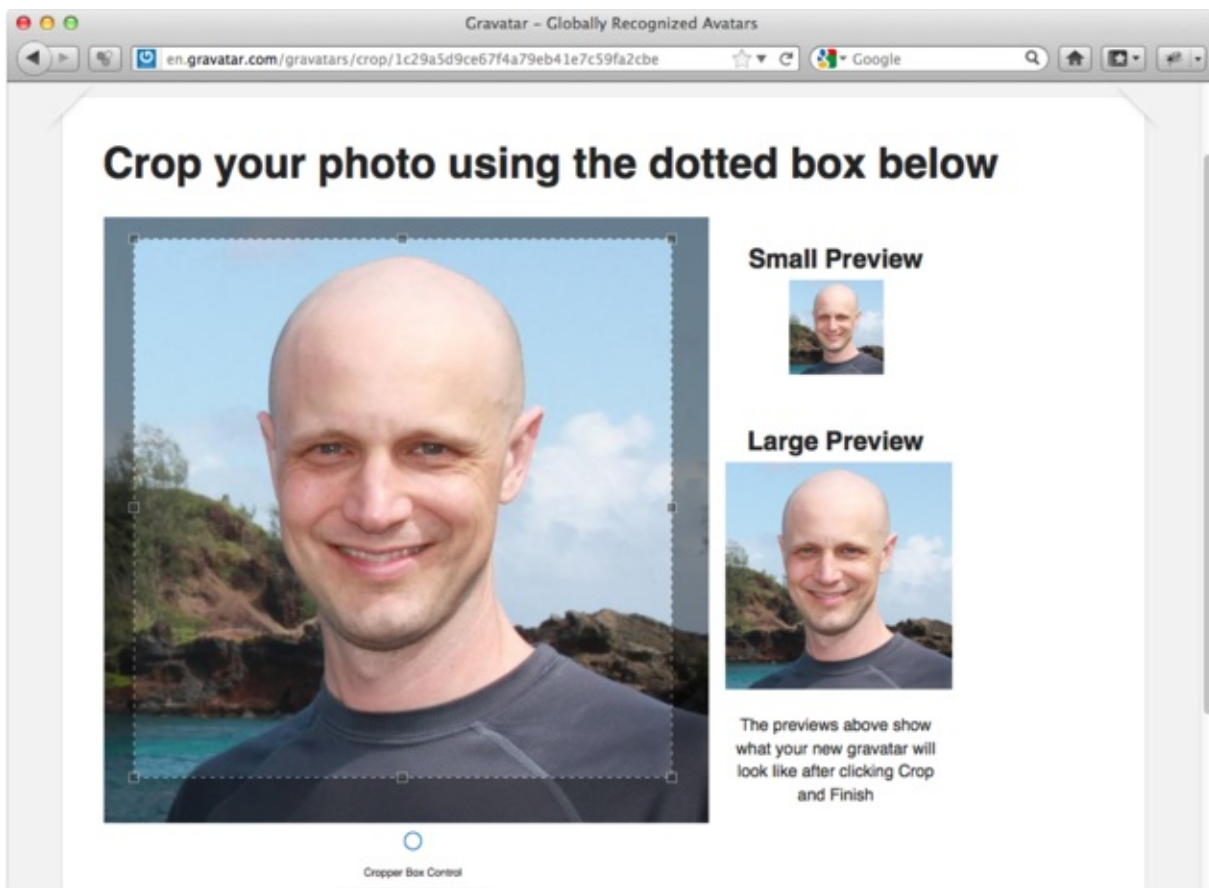 Gravatar – Globally Recognized Avatars
en.gravatar.com/gravatars/crop/1c29a5d9ce67f4a79eb41e7c59fa2cbe
Google
Crop your photo using the dotted box below
Small Preview
Large Preview
The previews above show
what your new gravatar will
look like after clicking Crop
and Finish
Cropper Box Control